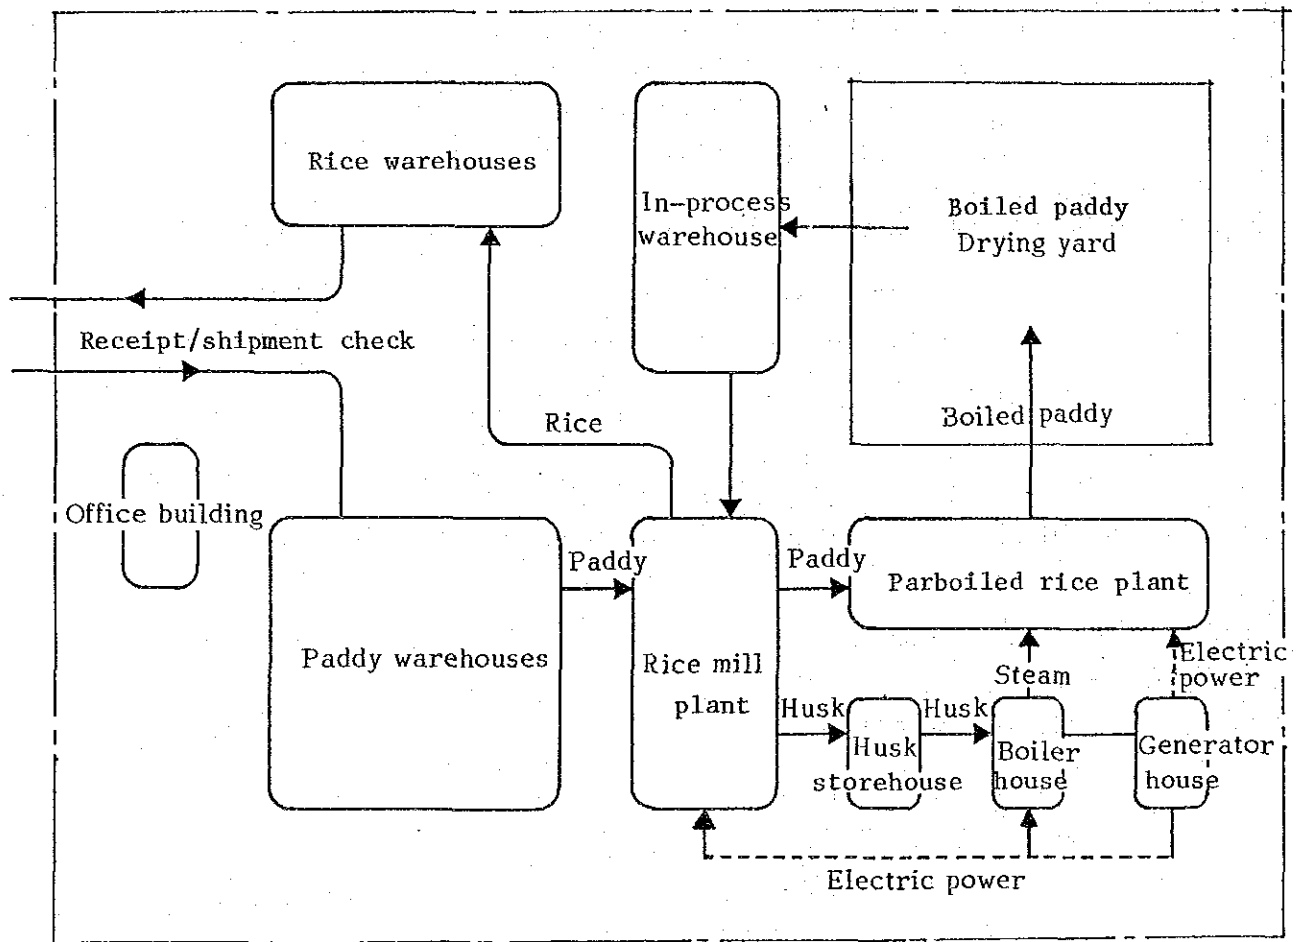 Rice warehouses
In-process
warehouse
Boiled paddy
Drying yard
Receipt/shipment check
Rice
Boiled paddy
Office building
Paddy
Paddy
Parboiled rice plant
Paddy warehouses
Rice mill
plant
Steam
Electric
power
Husk
Husk
Husk
storehouse
Boiler
house
Generator
house
Electric power